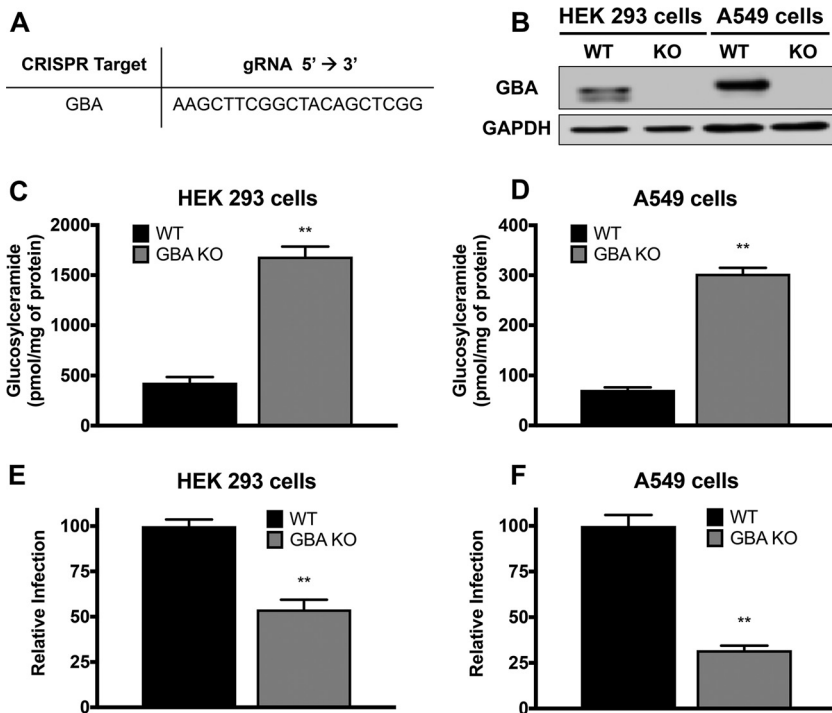 A
CRISPR Target gRNA 5' → 3'
GBA AAGCTTCGGCTACAGCTCGG
B
HEK 293 cells A549 cells
WT KO WT KO
GBA
GAPDH
C
HEK 293 cells
Glucosylceramide
(pmol/mg of protein)
2000
1500
1000
500
0
WT
GBA KO
**
D
A549 cells
Glucosylceramide
(pmol/mg of protein)
400
300
200
100
0
WT
GBA KO
**
E
HEK 293 cells
Relative Infection
100
75
50
25
0
WT
GBA KO
**
F
A549 cells
Relative Infection
100
75
50
25
0
WT
GBA KO
**